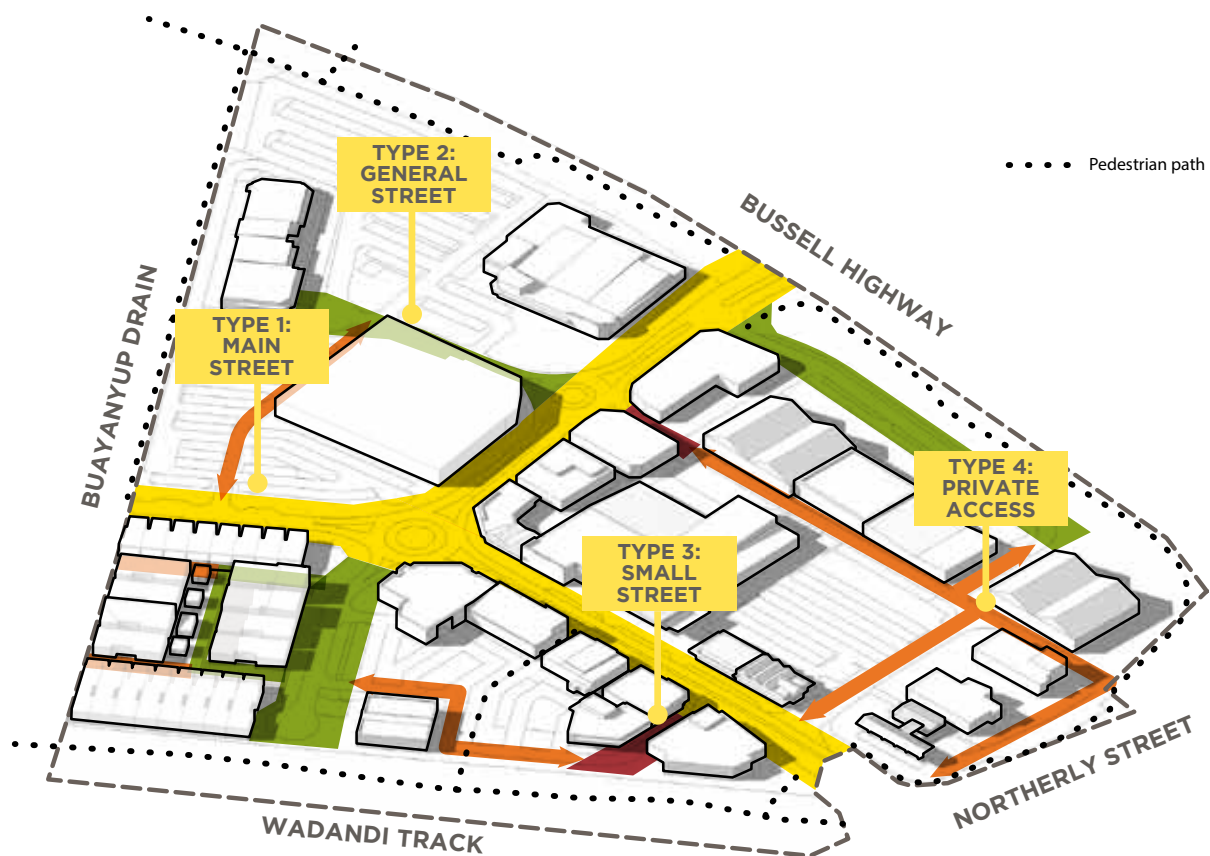 TYPE 2:
GENERAL
STREET
Pedestrian path
BUSSELL HIGHWAY
BUAYANYUP DRAIN
TYPE 1:
MAIN
STREET
TYPE 4:
PRIVATE
ACCESS
TYPE 3:
SMALL
STREET
NORTHERLY STREET
WADANDI TRACK